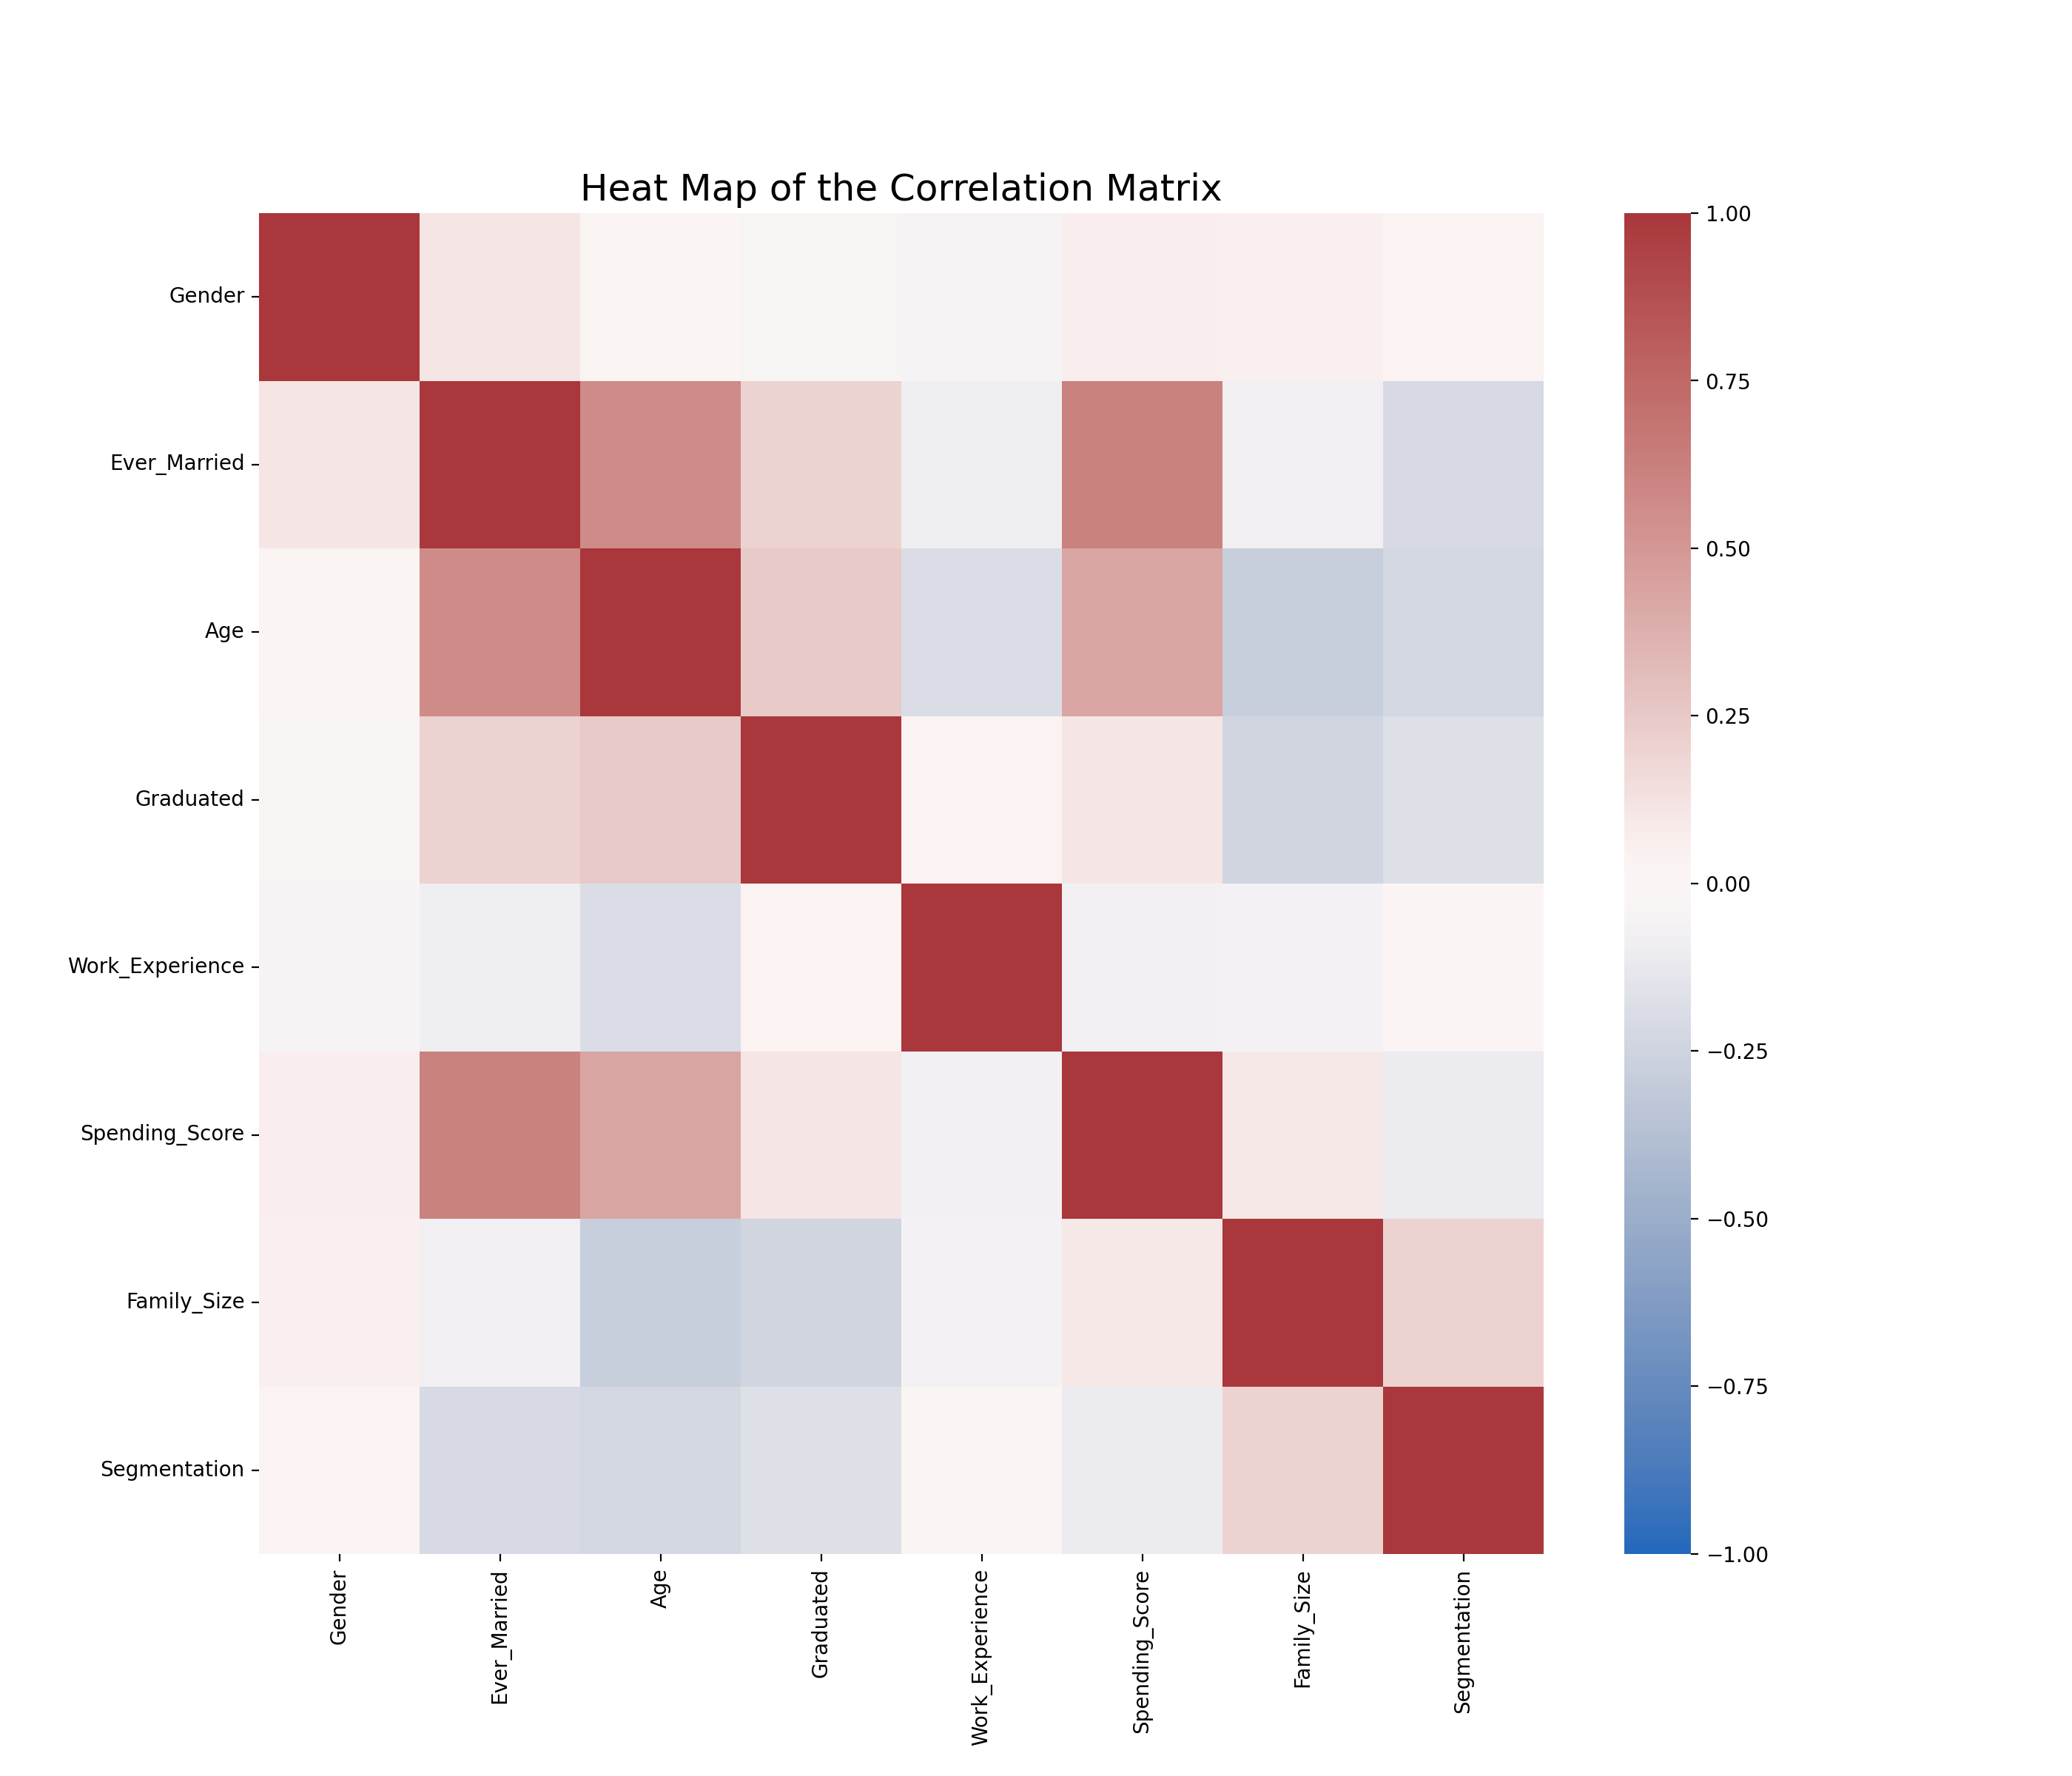 Heat Map of the Correlation Matrix
Gender
Ever_Married
Age
Graduated
Work_Experience
Spending_Score
Family_Size
Segmentation
Gender
Ever_Married
Age
Graduated
Work_Experience
Spending_Score
Family_Size
Segmentation
1.00
0.75
0.50
0.25
0.00
−0.25
−0.50
−0.75
−1.00